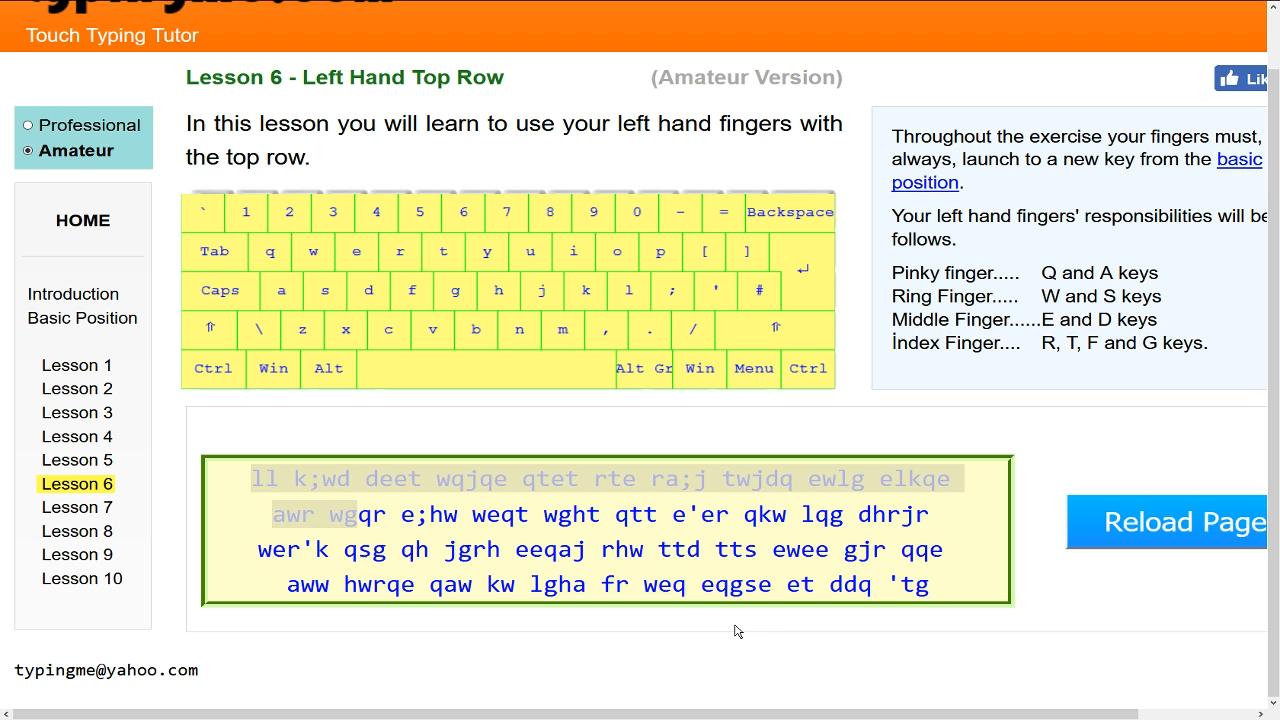 Touch Typing Tutor
Lesson 6 - Left Hand Top Row
(Amateur Version)
Professional
Amateur
In this lesson you will learn to use your left hand fingers with
the top row.
HOME
Introduction
Basic Position
Lesson 1
Lesson 2
Lesson 3
Lesson 4
Lesson 5
Lesson 6
Lesson 7
Lesson 8
Lesson 9
Lesson 10
` 1 2 3 4 5 6 7 8 9 0 - = Backspace
Tab q w e r t y u i o p [ ]
Caps a s d f g h j k l ; ' # ↵
⇧ \ z x c v b n m , . / ⇧
Ctrl Win Alt Alt Gr Win Menu Ctrl
Throughout the exercise your fingers must,
always, launch to a new key from the basic
position.
Your left hand fingers' responsibilities will be
follows.
Pinky finger..... Q and A keys
Ring Finger..... W and S keys
Middle Finger......E and D keys
İndex Finger.... R, T, F and G keys.
ll k;wd deet wqjqe qtet rte ra;j twjdq ewlg elkqe
awr wgqr e;hw weqt wght qtt e'er qkw lqg dhrjr
wer'k qsg qh jgrh eeqaj rhw ttd tts ewee gjr qqe
aww hwrqe qaw kw lgha fr weq eqgse et ddq 'tg
Reload Page
typingme@yahoo.com